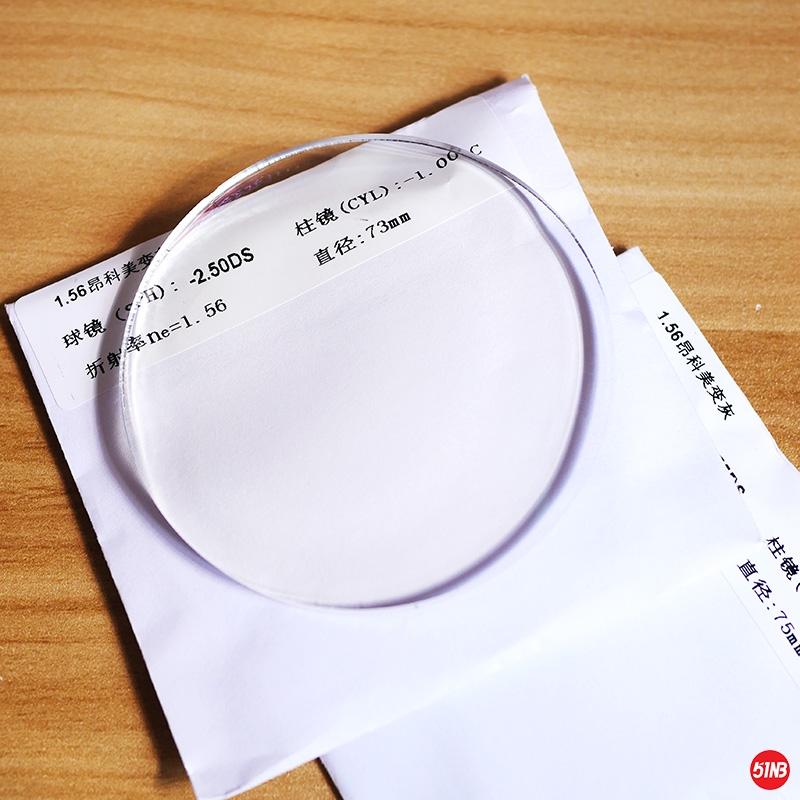 1.56昂科美变
球镜(SPH): -2.50DS
柱镜(CYL):-1.00 C
折射率ne=1.56
直径:73mm
1.56昂科美变灰
柱镜(
直径:75mm
51NB